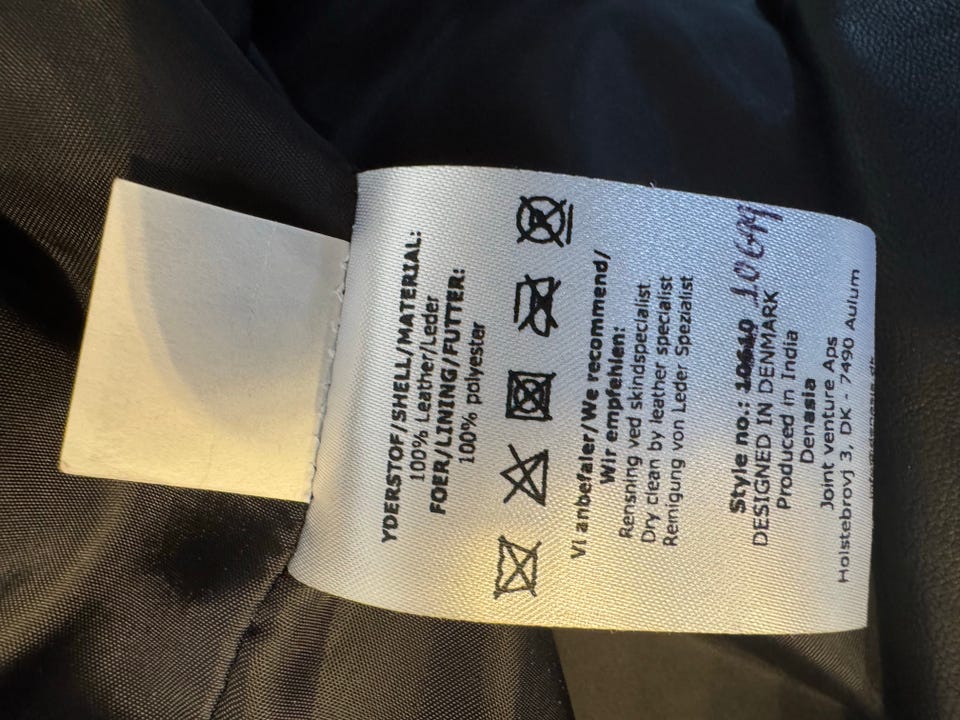 YDERSTOF/SHELL/MATERIAL:
100% Leather/Leder
FOER/LINING/FUTTER:
100% polyester
Vi anbefaler/We recommend/
Wir empfehlen:
Rensning ved skindspecialist
Dry clean by leather specialist
Reinigung von Leder Spezialist
Style no.: 10610 10699
DESIGNED IN DENMARK
Produced in India
Denasia
Joint venture Aps
Holstebrovj 3, DK - 7490 Aulum